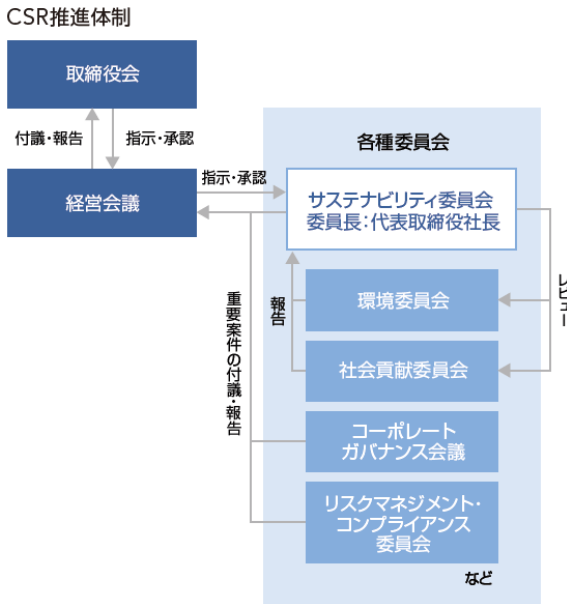 CSR推進体制
取締役会
付議・報告
指示・承認
経営会議
指示・承認
各種委員会
サステナビリティ委員会
委員長：代表取締役社長
重要案件の付議・報告
報告
レビュー
環境委員会
社会貢献委員会
コーポレート
ガバナンス会議
リスクマネジメント・
コンプライアンス
委員会
など